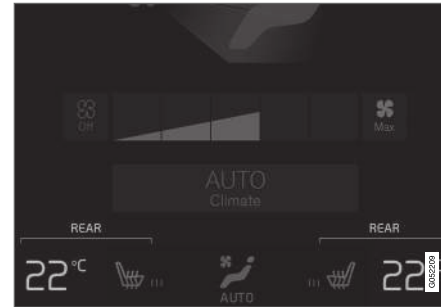 Off
Max
AUTO
Climate
REAR
REAR
22°C
AUTO
22
G052209